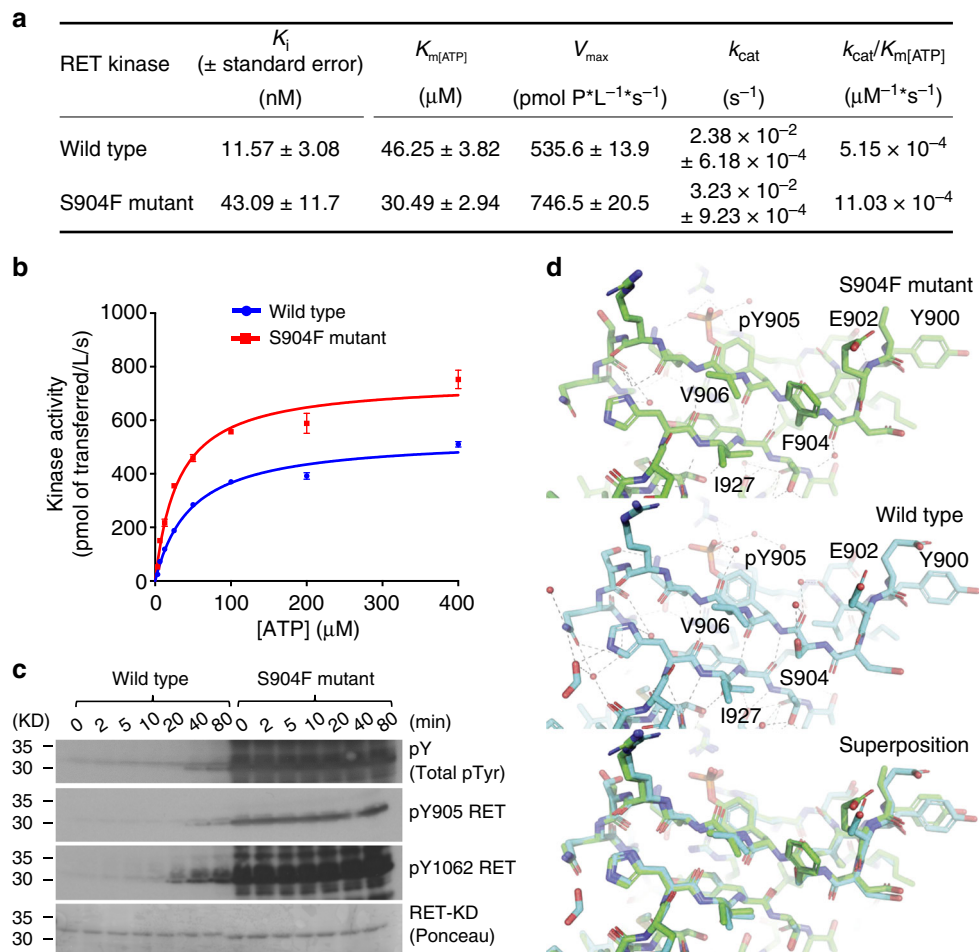 a
RET kinase
Ki
(± standard error)
(nM)
Km[ATP]
(μM)
Vmax
(pmol P*L−1*s−1)
kcat
(s−1)
kcat/Km[ATP]
(μM−1*s−1)
Wild type 11.57 ± 3.08 46.25 ± 3.82 535.6 ± 13.9 2.38 × 10−2 ± 6.18 × 10−4 5.15 × 10−4
S904F mutant 43.09 ± 11.7 30.49 ± 2.94 746.5 ± 20.5 3.23 × 10−2 ± 9.23 × 10−4 11.03 × 10−4
b
Wild type
S904F mutant
Kinase activity
(pmol of transferred/L/s)
1000
800
600
400
200
0
0 100 200 300 400
[ATP] (μM)
c
Wild type S904F mutant
(KD) 0 2 5 10 20 40 80 0 2 5 10 20 40 80 (min)
35
30
pY
(Total pTyr)
35
30
pY905 RET
35
30
pY1062 RET
35
30
RET-KD
(Ponceau)
d
S904F mutant
pY905
E902
Y900
V906
F904
I927
Wild type
pY905
E902
Y900
V906
S904
I927
Superposition